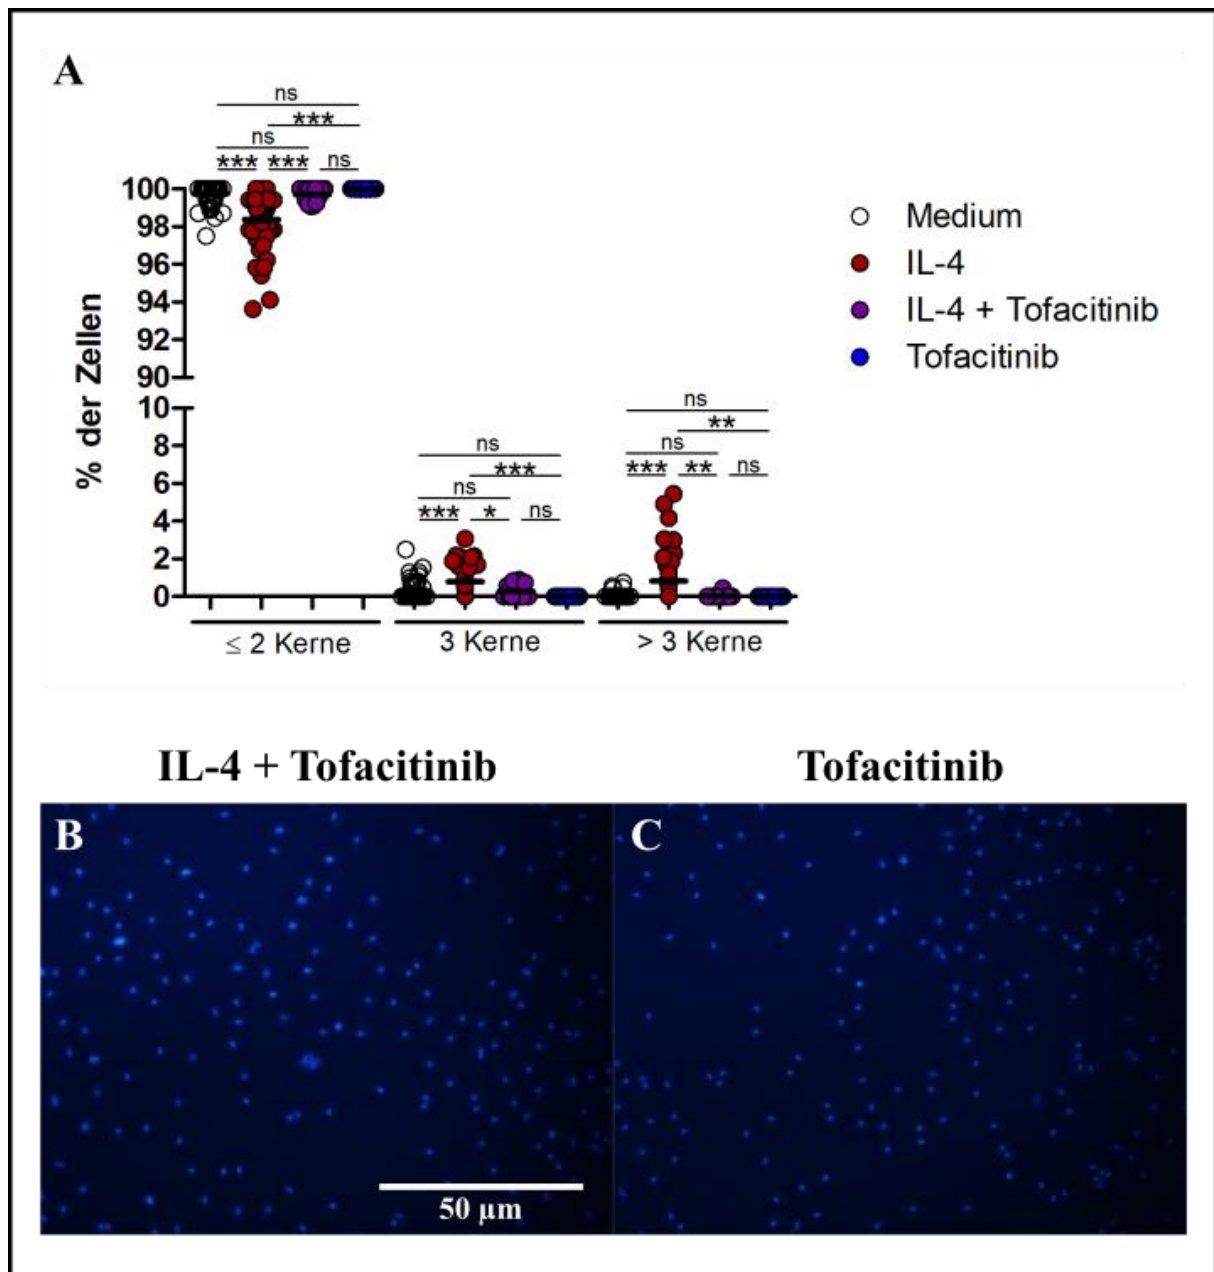 A
ns
***
ns
*** *** ns
100
98
96
94
92
90
10
8
6
4
2
0
% der Zellen
Medium
IL-4
IL-4 + Tofacitinib
Tofacitinib
ns
***
ns
*** * ns
ns
**
ns
*** ** ns
≤ 2 Kerne
3 Kerne
> 3 Kerne
IL-4 + Tofacitinib
Tofacitinib
B
C
50 µm